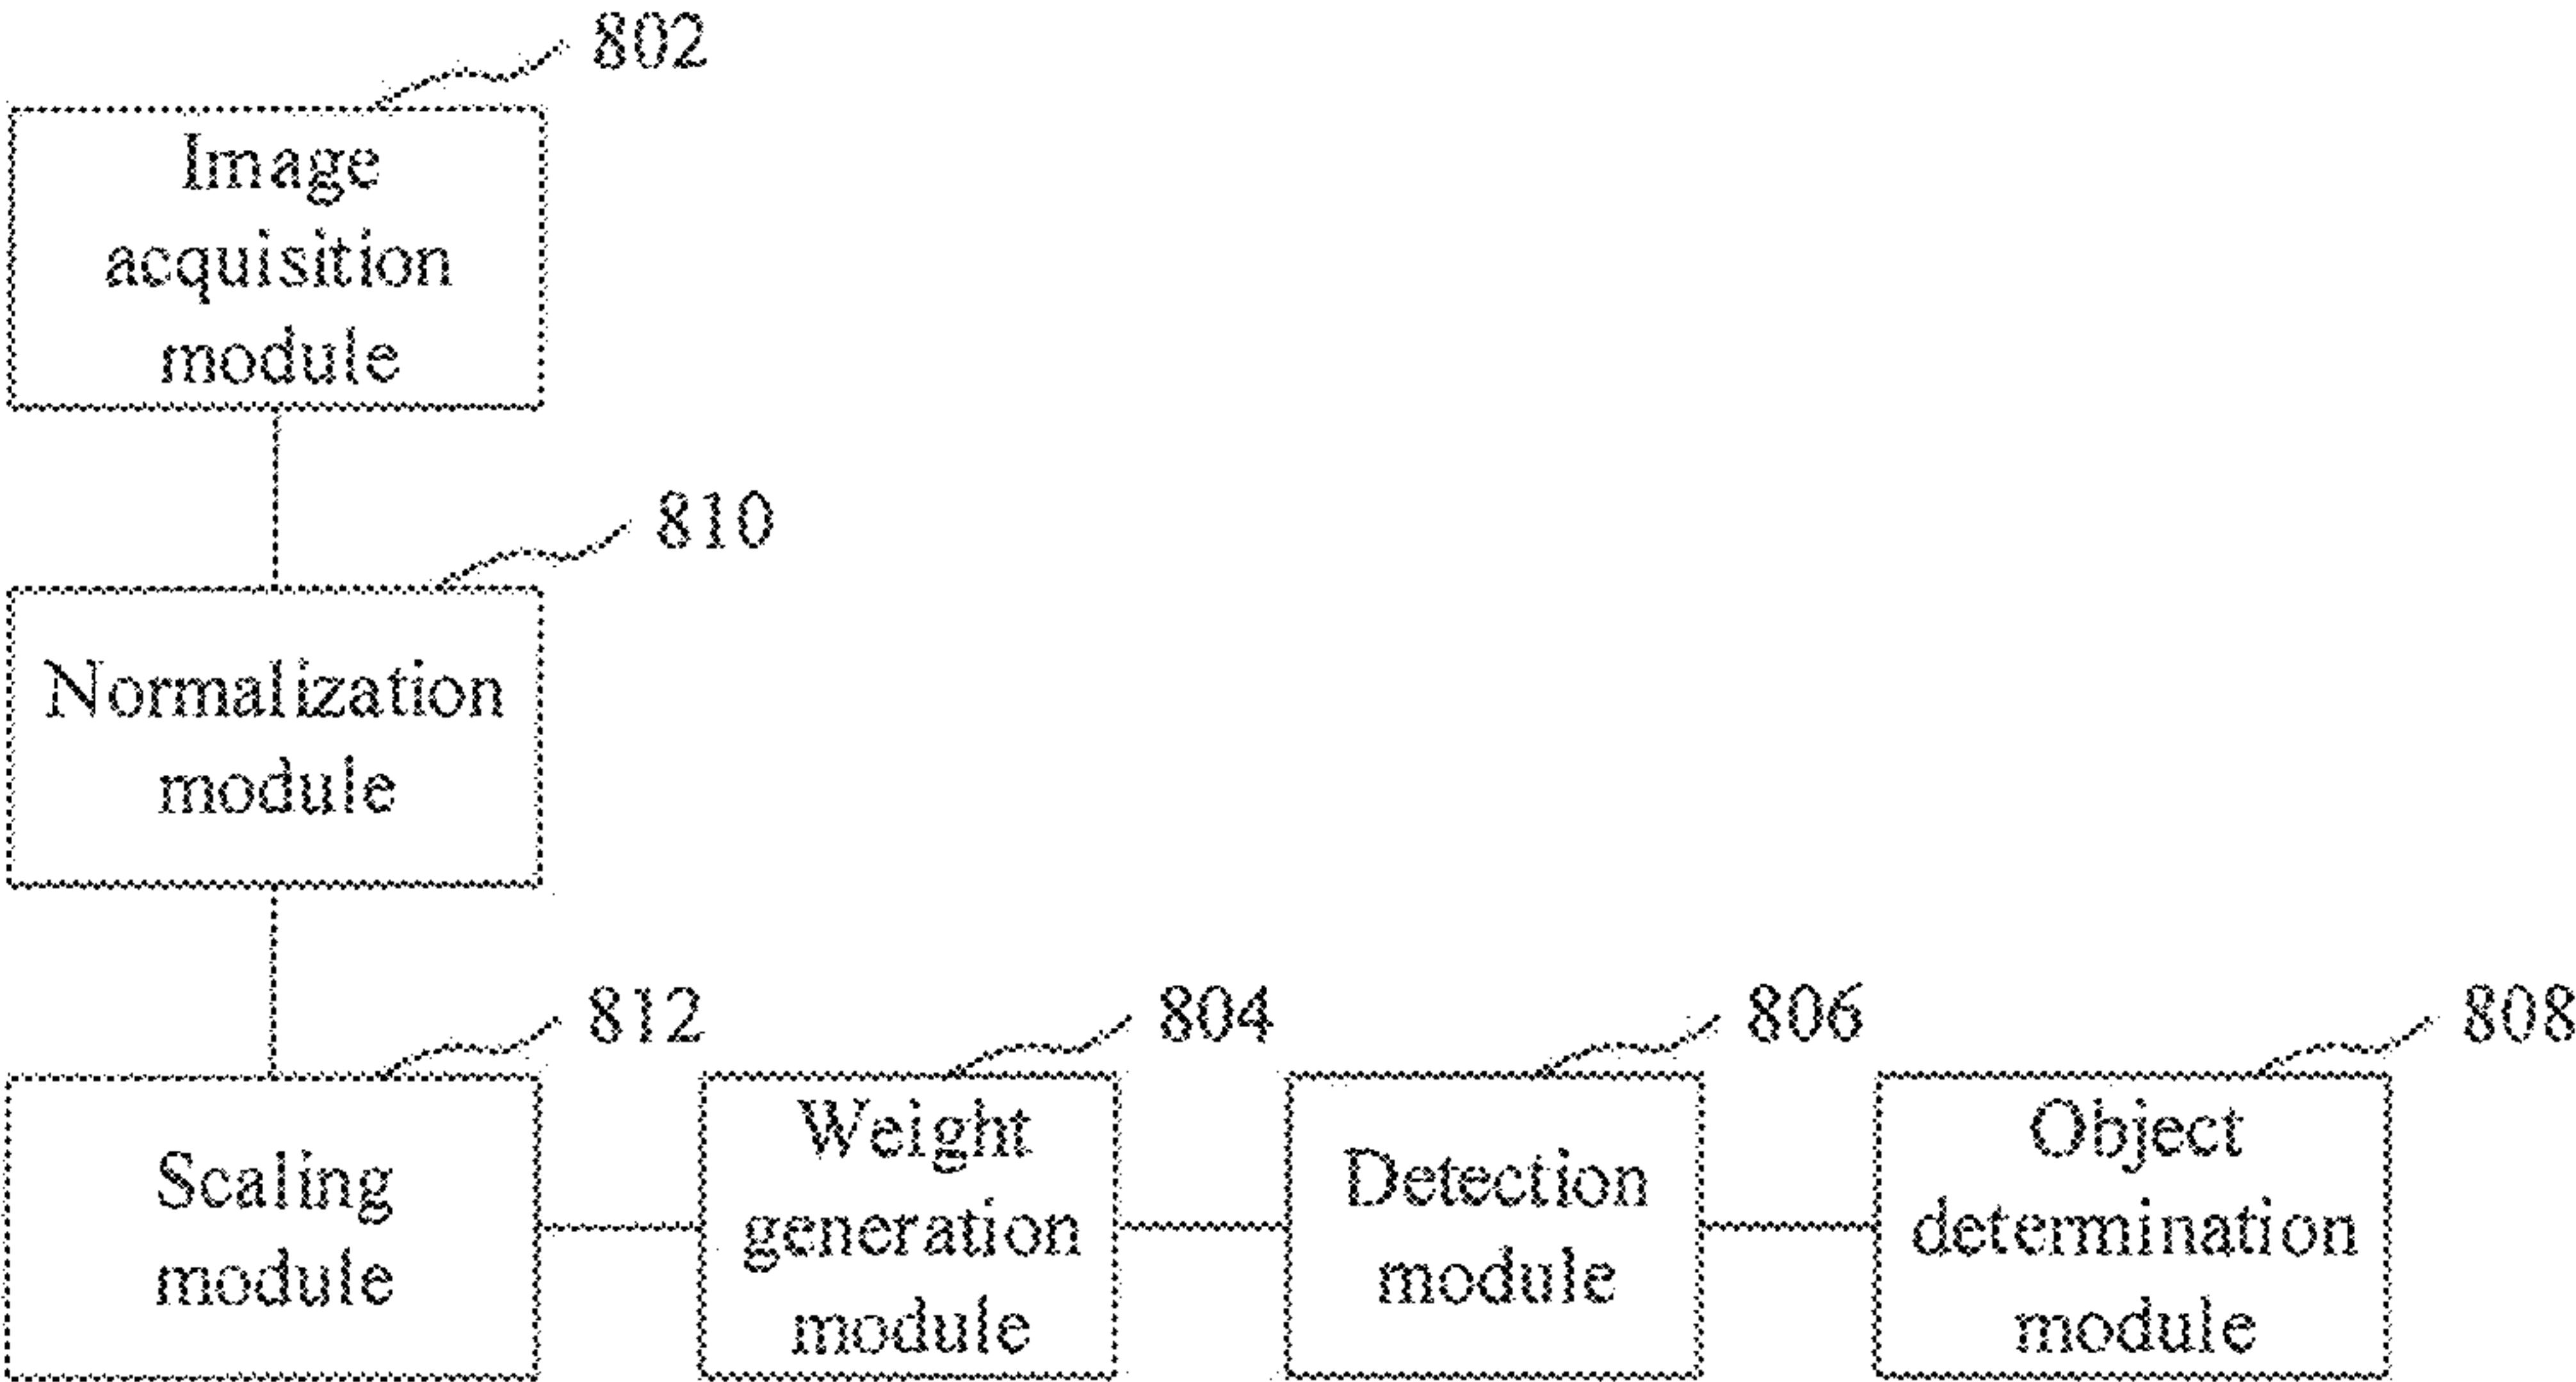 802
Image
acquisition
module
810
Normalization
module
812
Scaling
module
804
Weight
generation
module
806
Detection
module
808
Object
determination
module